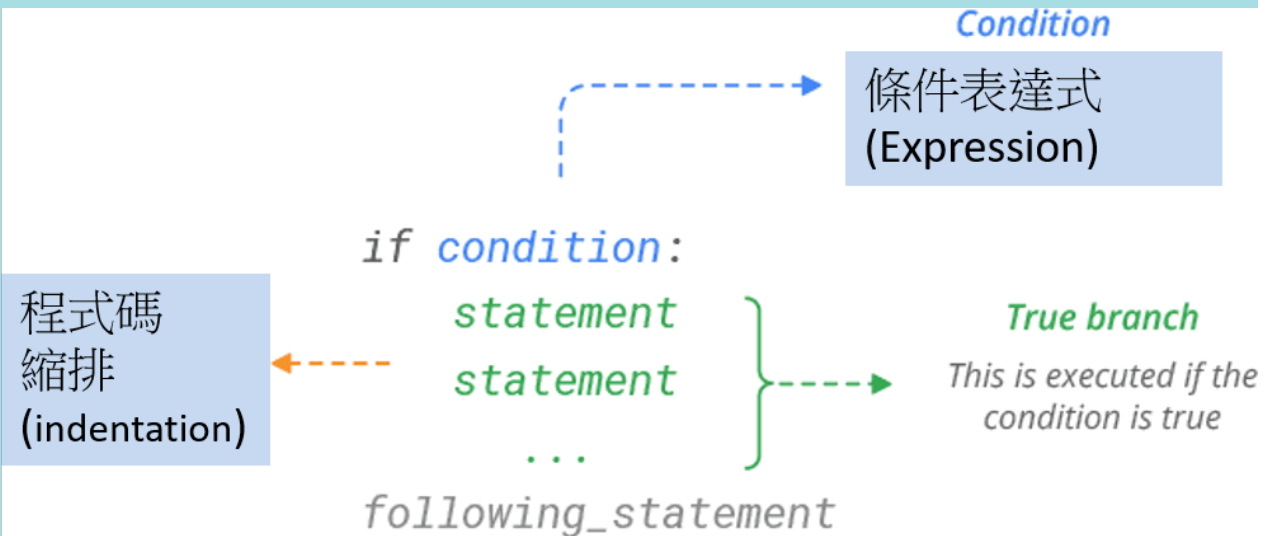 Condition
條件表達式
(Expression)
if condition:
statement
statement
...
following_statement
程式碼
縮排
(indentation)
True branch
This is executed if the
condition is true